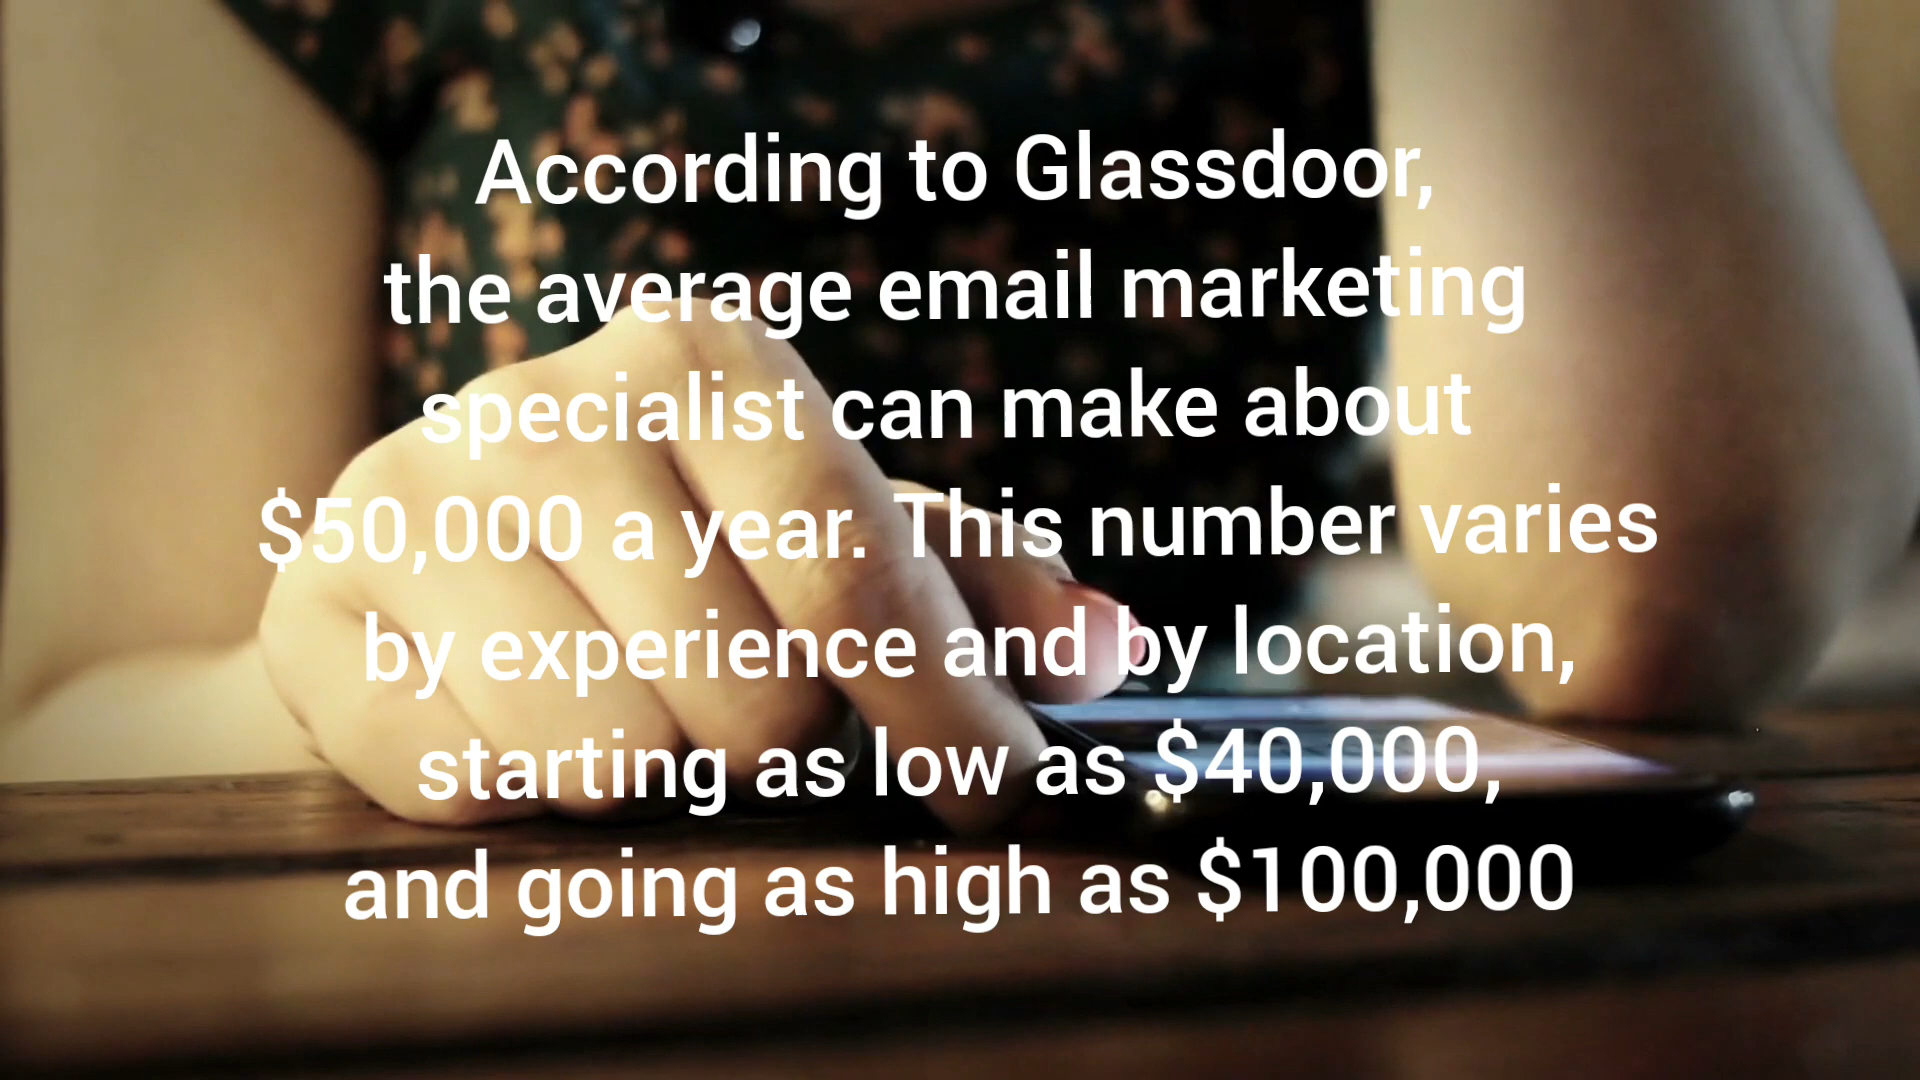 According to Glassdoor,
the average email marketing
specialist can make about
$50,000 a year. This number varies
by experience and by location,
starting as low as $40,000,
and going as high as $100,000